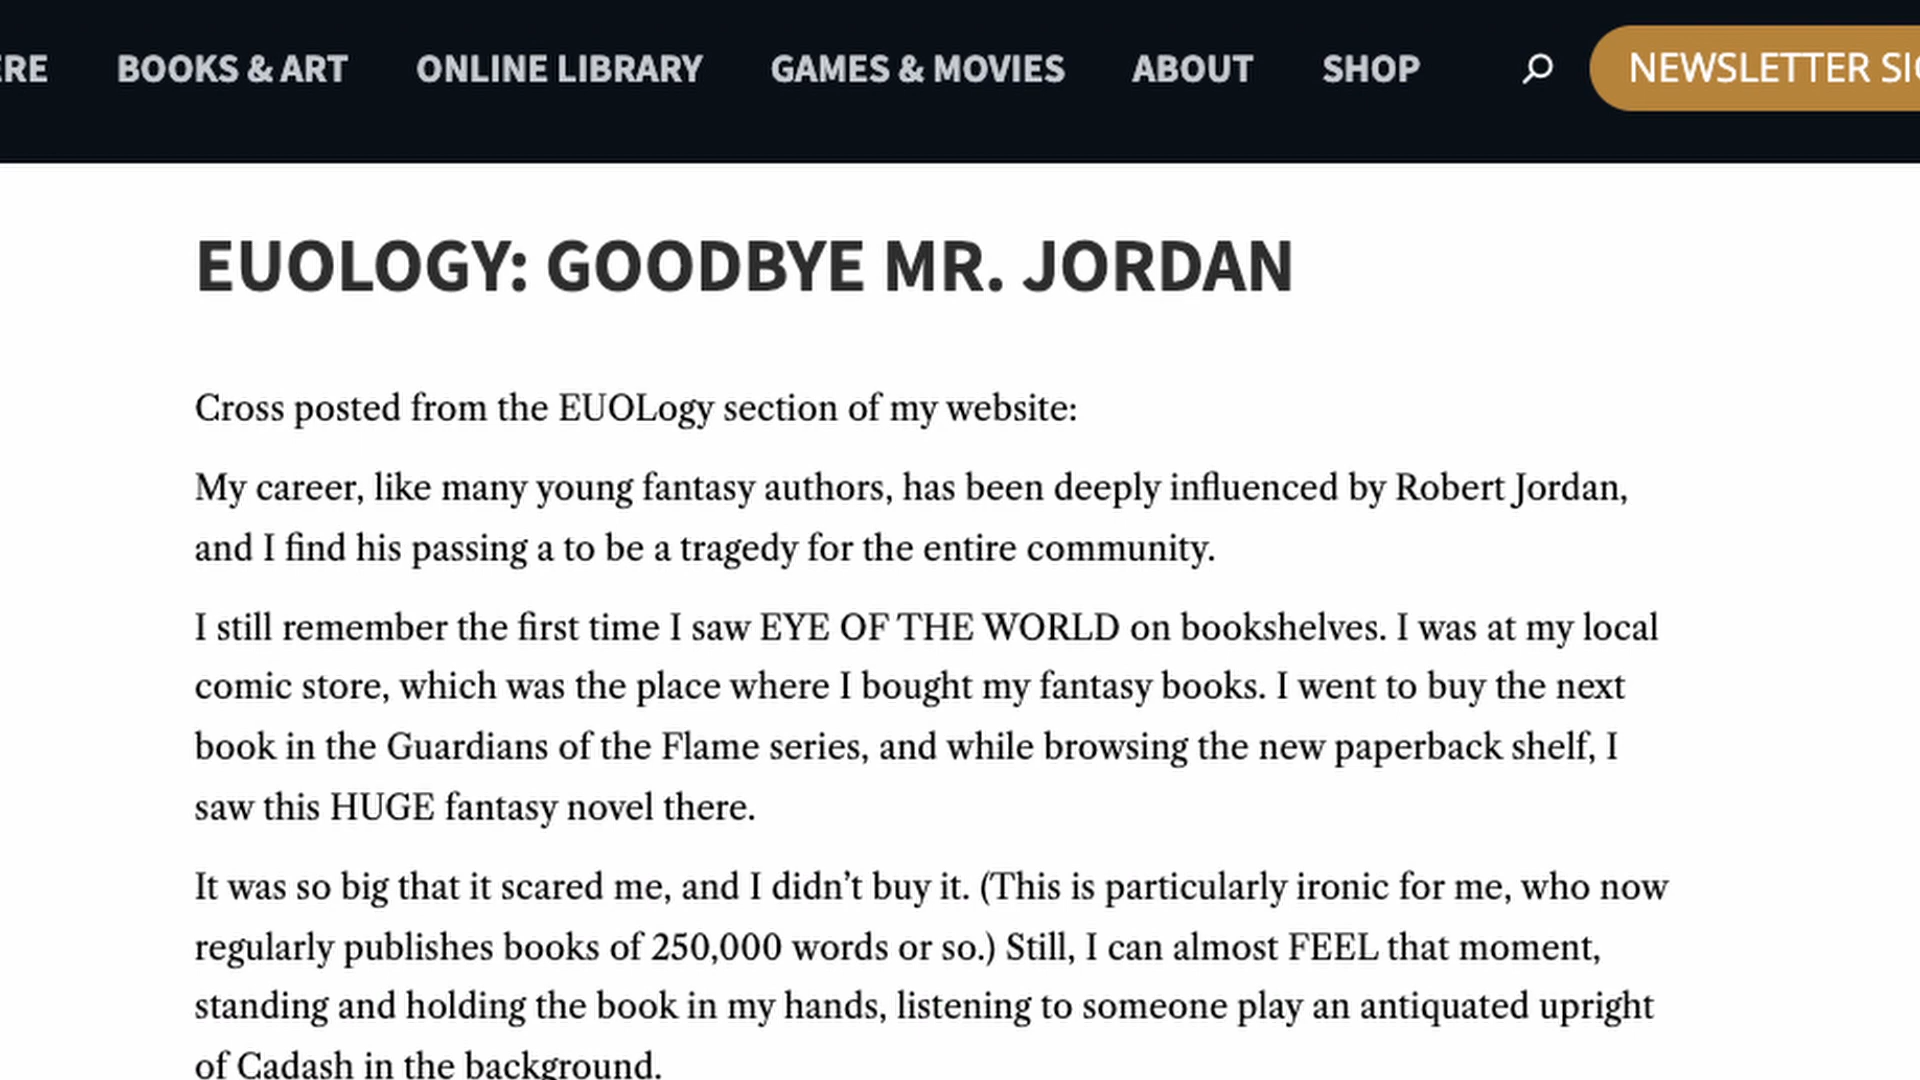 ERE BOOKS & ART ONLINE LIBRARY GAMES & MOVIES ABOUT SHOP NEWSLETTER SIG
EUOLOGY: GOODBYE MR. JORDAN
Cross posted from the EUOLogy section of my website:
My career, like many young fantasy authors, has been deeply influenced by Robert Jordan,
and I find his passing a to be a tragedy for the entire community.
I still remember the first time I saw EYE OF THE WORLD on bookshelves. I was at my local
comic store, which was the place where I bought my fantasy books. I went to buy the next
book in the Guardians of the Flame series, and while browsing the new paperback shelf, I
saw this HUGE fantasy novel there.
It was so big that it scared me, and I didn’t buy it. (This is particularly ironic for me, who now
regularly publishes books of 250,000 words or so.) Still, I can almost FEEL that moment,
standing and holding the book in my hands, listening to someone play an antiquated upright
of Cadash in the background.